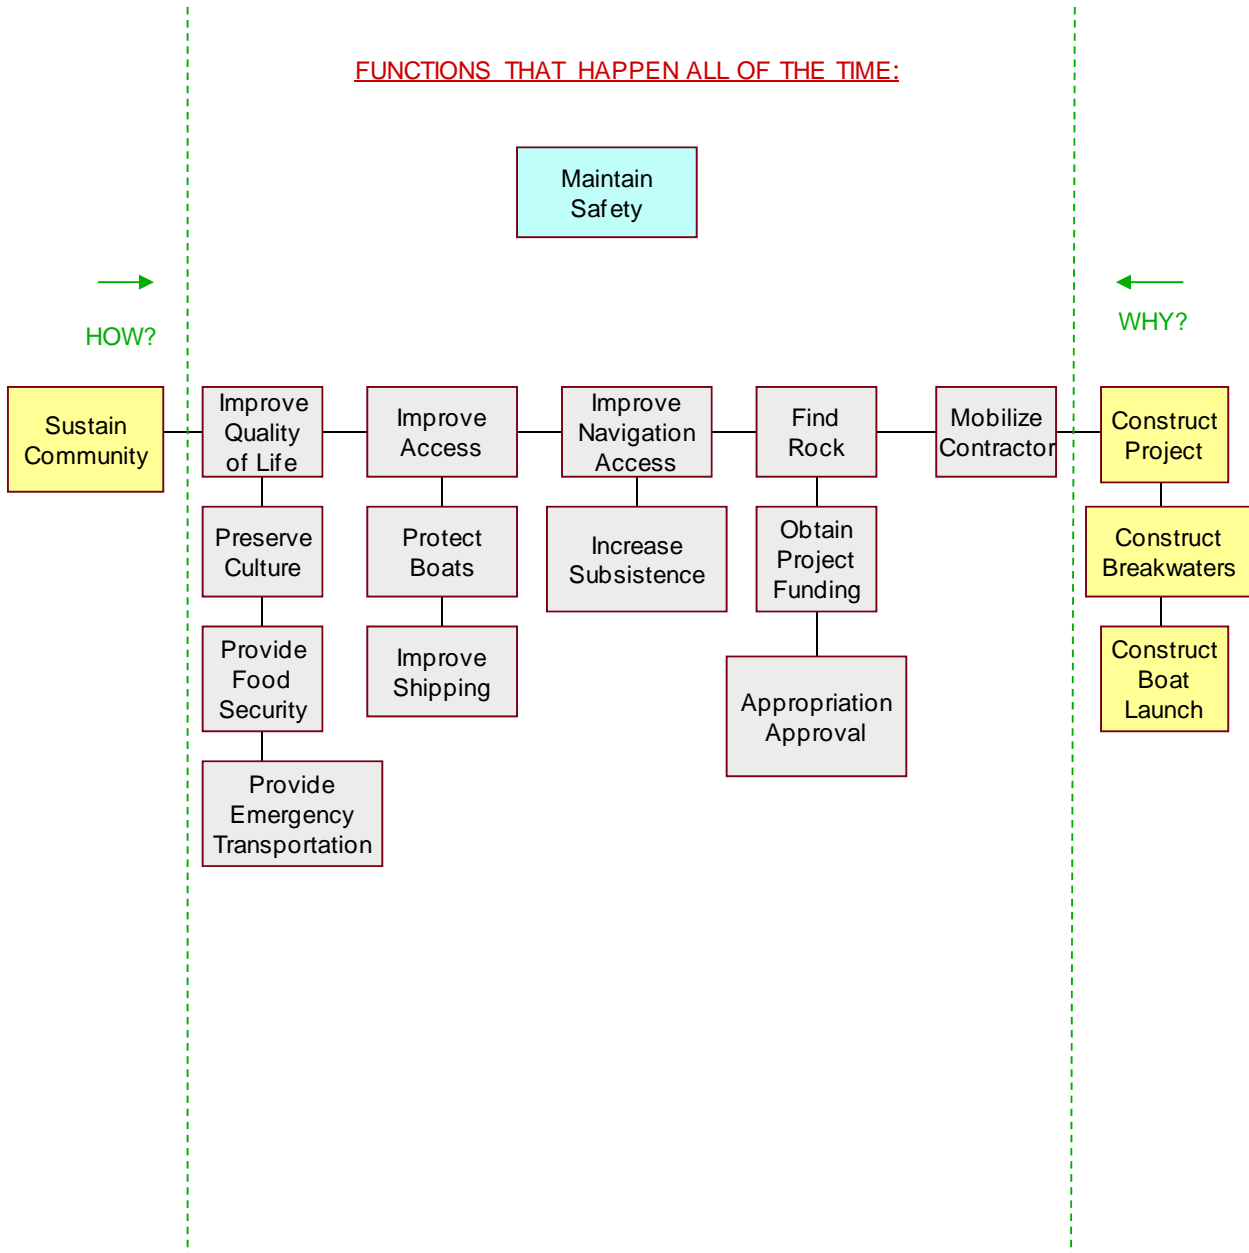 FUNCTIONS THAT HAPPEN ALL OF THE TIME:
Maintain
Safety
HOW?
WHY?
Sustain
Community
Improve
Quality
of Life
Improve
Access
Improve
Navigation
Access
Find
Rock
Mobilize
Contractor
Construct
Project
Preserve
Culture
Protect
Boats
Increase
Subsistence
Obtain
Project
Funding
Construct
Breakwaters
Provide
Food
Security
Improve
Shipping
Appropriation
Approval
Construct
Boat
Launch
Provide
Emergency
Transportation